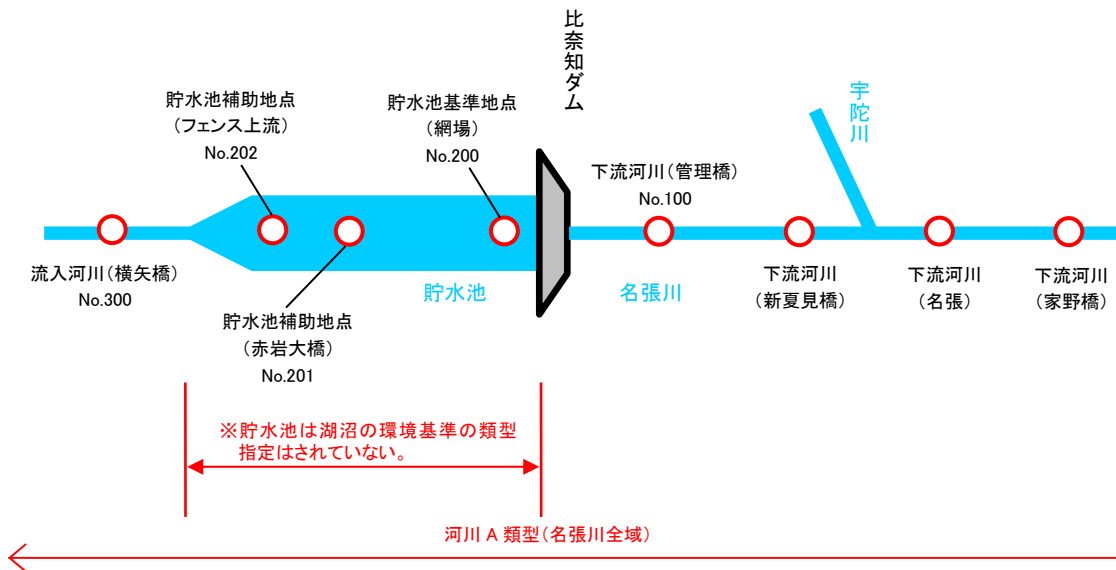 比奈知ダム
貯水池補助地点
（フェンス上流）
No.202
貯水池基準地点
（網場）
No.200
宇陀川
下流河川（管理橋）
No.100
流入河川（横矢橋）
No.300
貯水池補助地点
（赤岩大橋）
No.201
貯水池
名張川
下流河川
（新夏見橋）
下流河川
（名張）
下流河川
（家野橋）
※貯水池は湖沼の環境基準の類型
指定はされていない。
河川 A 類型（名張川全域）